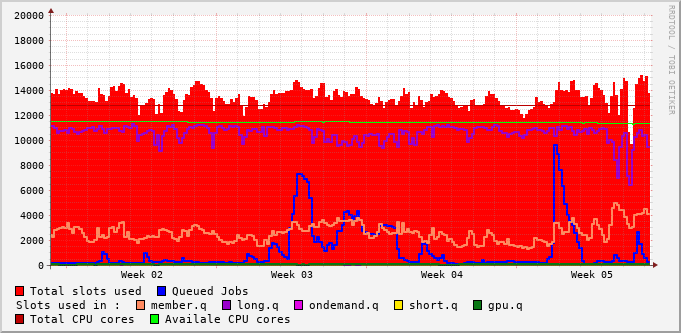 RRDTOOL / TOBI OETIKER
20000
18000
16000
14000
12000
10000
8000
6000
4000
2000
0
Week 02 Week 03 Week 04 Week 05
Total slots used Queued Jobs
Slots used in : member.q long.q ondemand.q short.q gpu.q
Total CPU cores Availale CPU cores